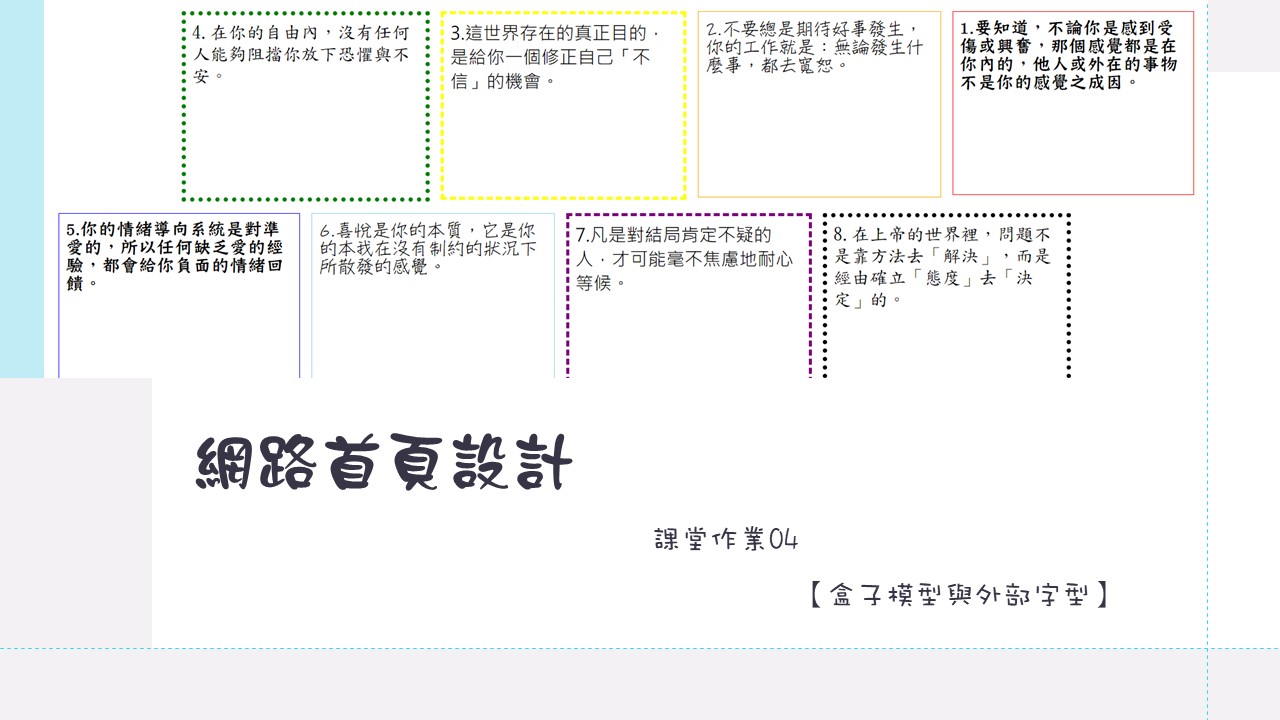 4. 在你的自由內，沒有任何
人能夠阻擋你放下恐懼與不
安。
3.這世界存在的真正目的，
是給你一個修正自己「不
信」的機會。
2.不要總是期待好事發生，
你的工作就是：無論發生什
麼事，都去寬恕。
1.要知道，不論你是感到受
傷或興奮，那個感覺都是在
你內的，他人或外在的事物
不是你的感覺之成因。
5.你的情緒導向系統是對準
愛的，所以任何缺乏愛的經
驗，都會給你負面的情緒回
饋。
6.喜悅是你的本質，它是你
的本我在沒有制約的狀況下
所散發的感覺。
7.凡是對結局肯定不疑的
人，才可能毫不焦慮地耐心
等候。
8. 在上帝的世界裡，問題不
是靠方法去「解決」，而是
經由確立「態度」去「決
定」的。
網路首頁設計
課堂作業04
【盒子模型與外部字型】